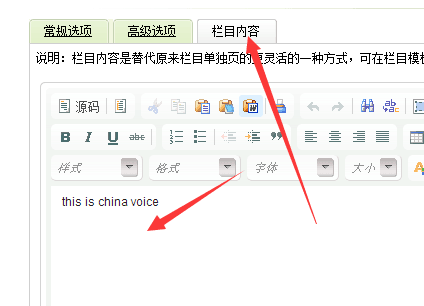 常规选项 高级选项 栏目内容
说明：栏目内容是替代原来栏目单独页的更灵活的一种方式，可在栏目模
源码
B I U abc
样式 格式 字体 大小 A
this is china voice